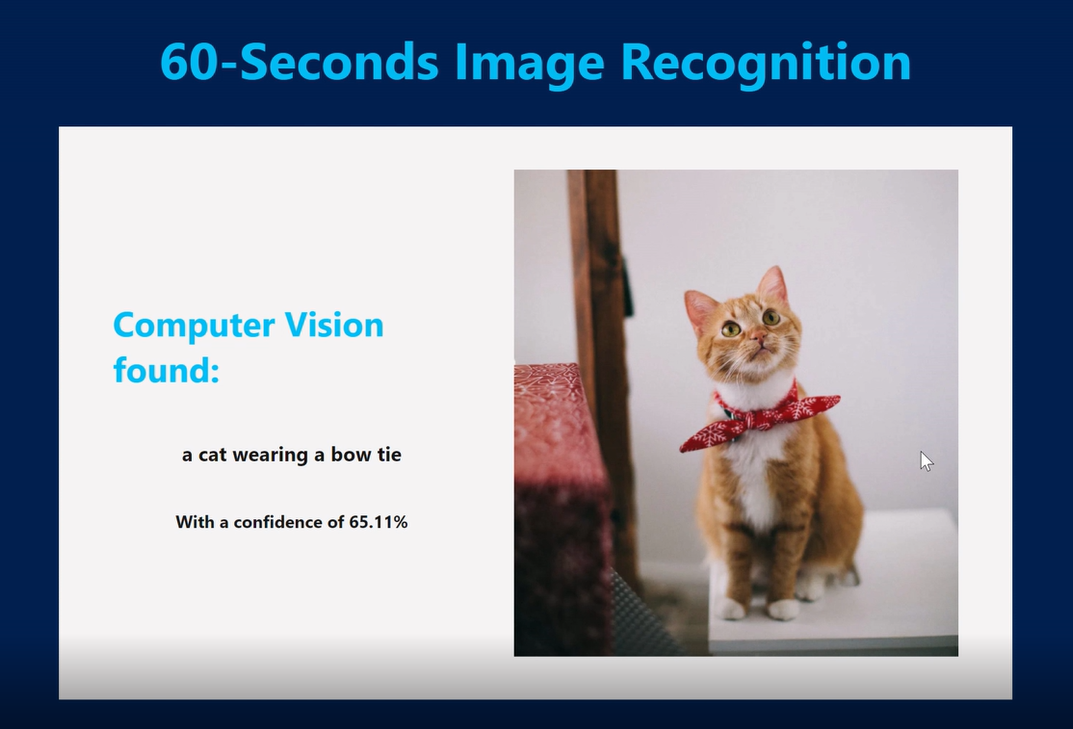 60-Seconds Image Recognition
Computer Vision
found:
a cat wearing a bow tie
With a confidence of 65.11%